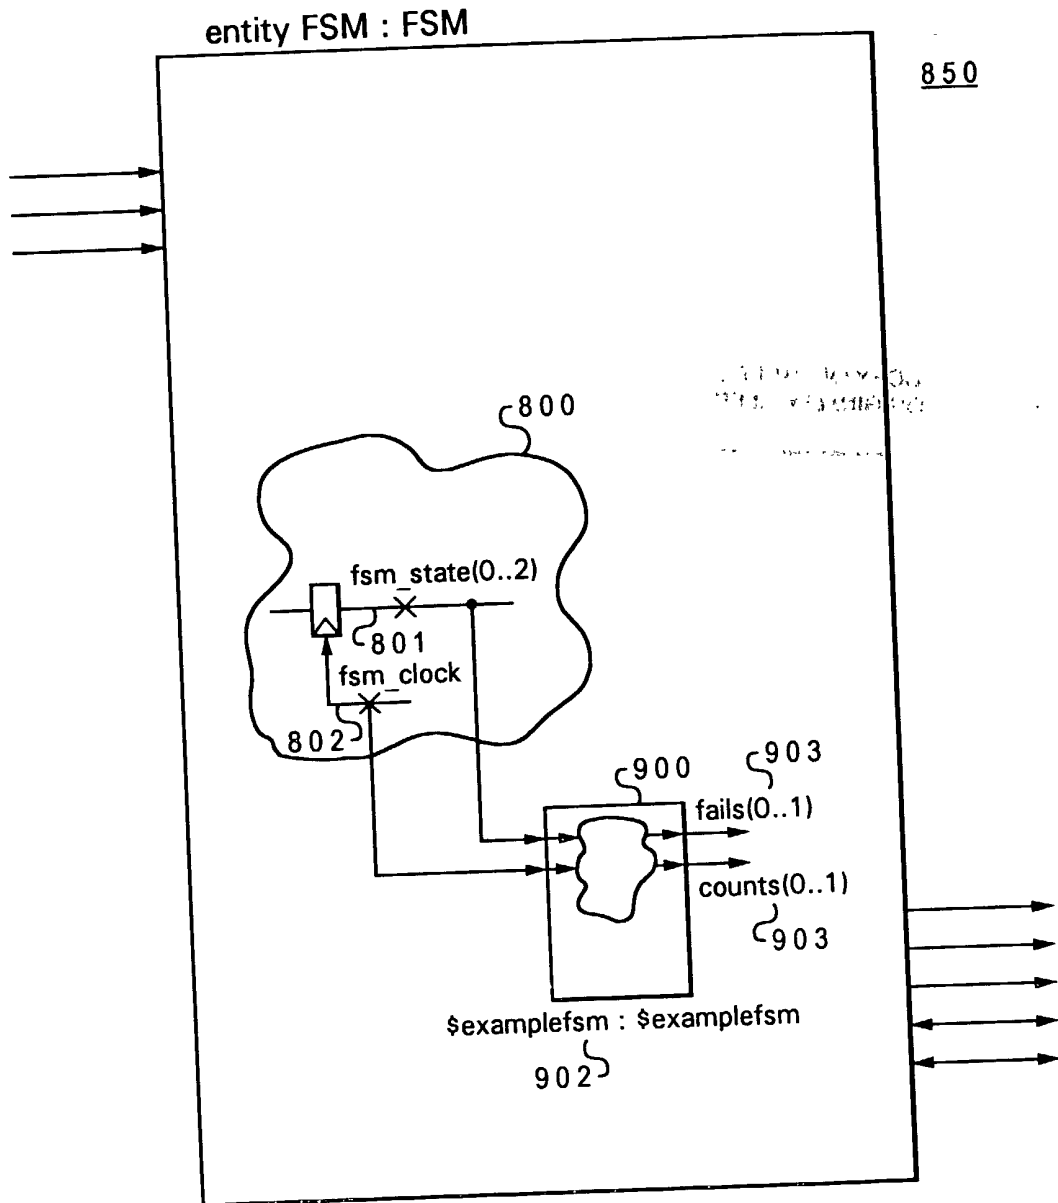 entity FSM : FSM
850
800
fsm_state(0..2)
801
fsm_clock
802
900
903
fails(0..1)
counts(0..1)
903
$examplefsm : $examplefsm
902